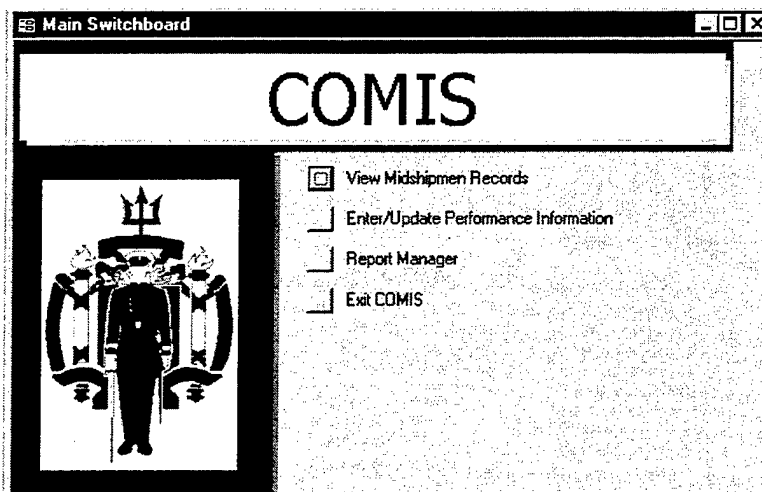 Main Switchboard
COMIS
View Midshipmen Records
Enter/Update Performance Information
Report Manager
Exit COMIS